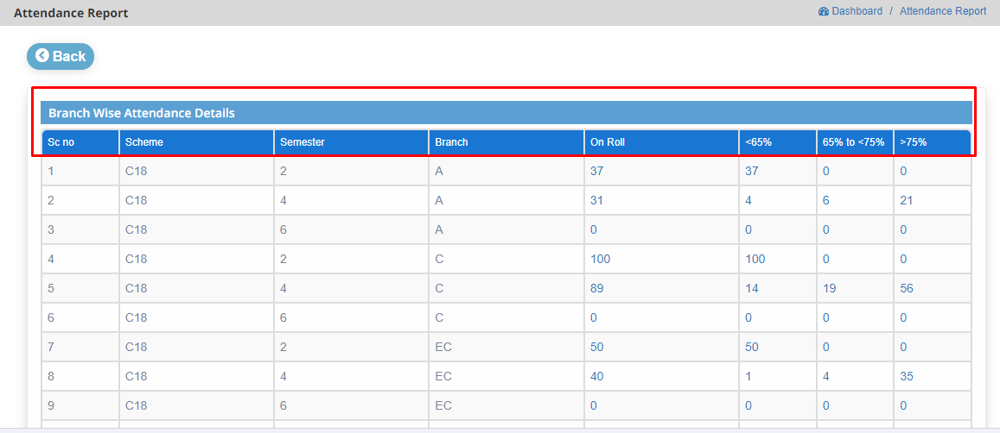 Attendance Report
Dashboard / Attendance Report
Back
Branch Wise Attendance Details
Sc no Scheme Semester Branch On Roll <65% 65% to <75% >75%
1 C18 2 A 37 37 0 0
2 C18 4 A 31 4 6 21
3 C18 6 A 0 0 0 0
4 C18 2 C 100 100 0 0
5 C18 4 C 89 14 19 56
6 C18 6 C 0 0 0 0
7 C18 2 EC 50 50 0 0
8 C18 4 EC 40 1 4 35
9 C18 6 EC 0 0 0 0